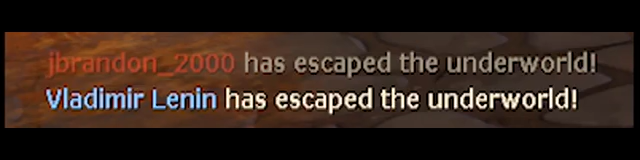 jbrandon_2000 has escaped the underworld!
Vladimir Lenin has escaped the underworld!